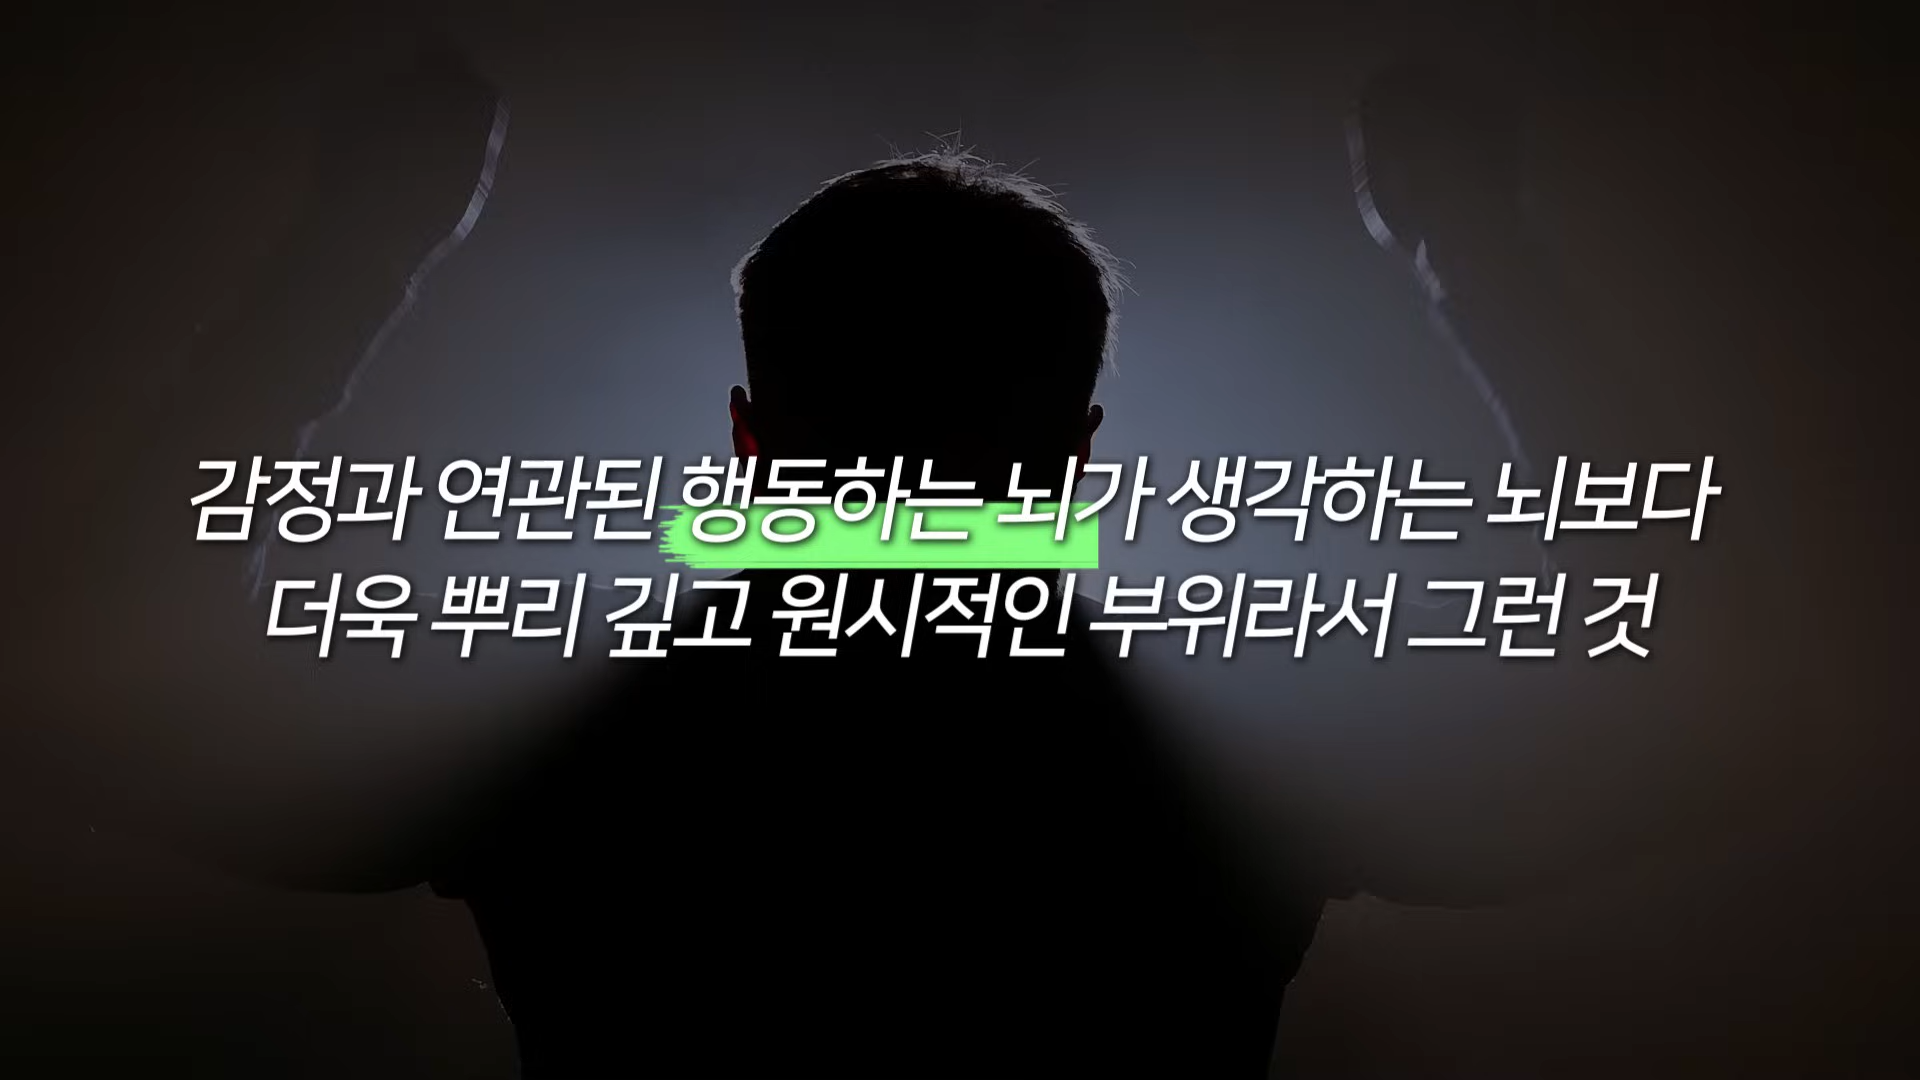 감정과 연관된 행동하는 뇌가 생각하는 뇌보다
더욱 뿌리 깊고 원시적인 부위라서 그런 것